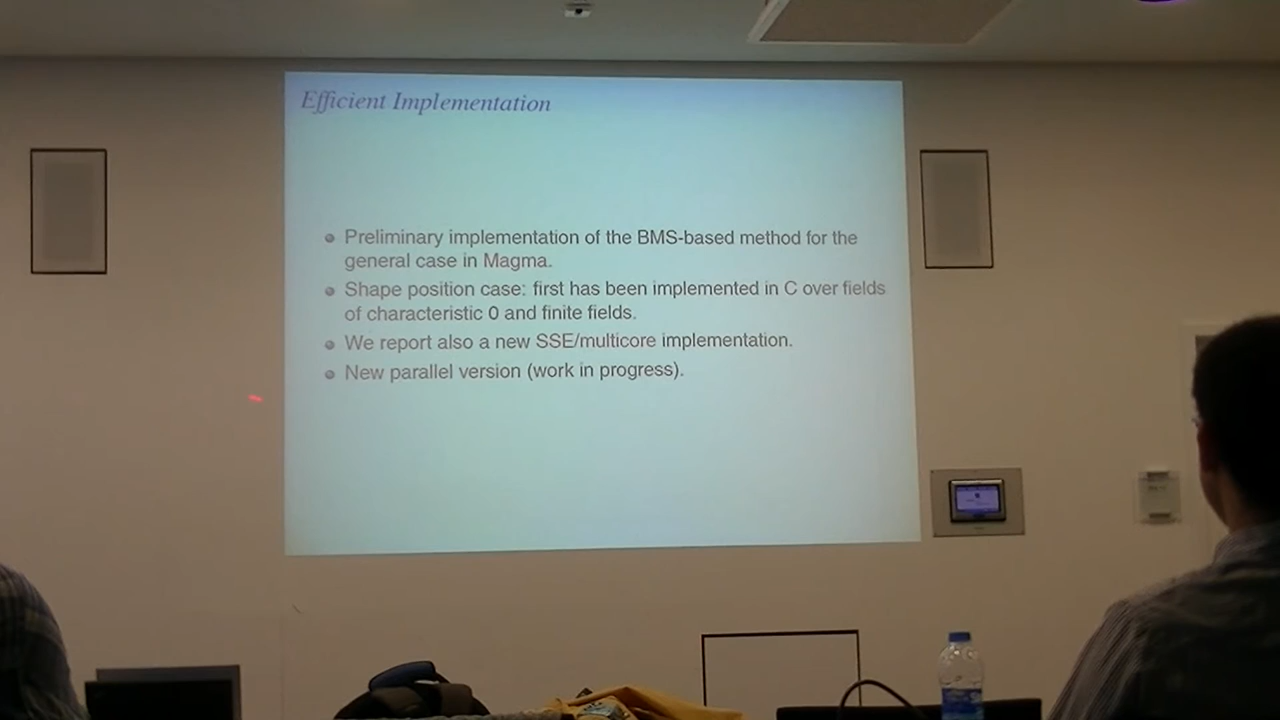 Efficient Implementation
Preliminary implementation of the BMS-based method for the
general case in Magma.
Shape position case: first has been implemented in C over fields
of characteristic 0 and finite fields.
We report also a new SSE/multicore implementation.
New parallel version (work in progress).